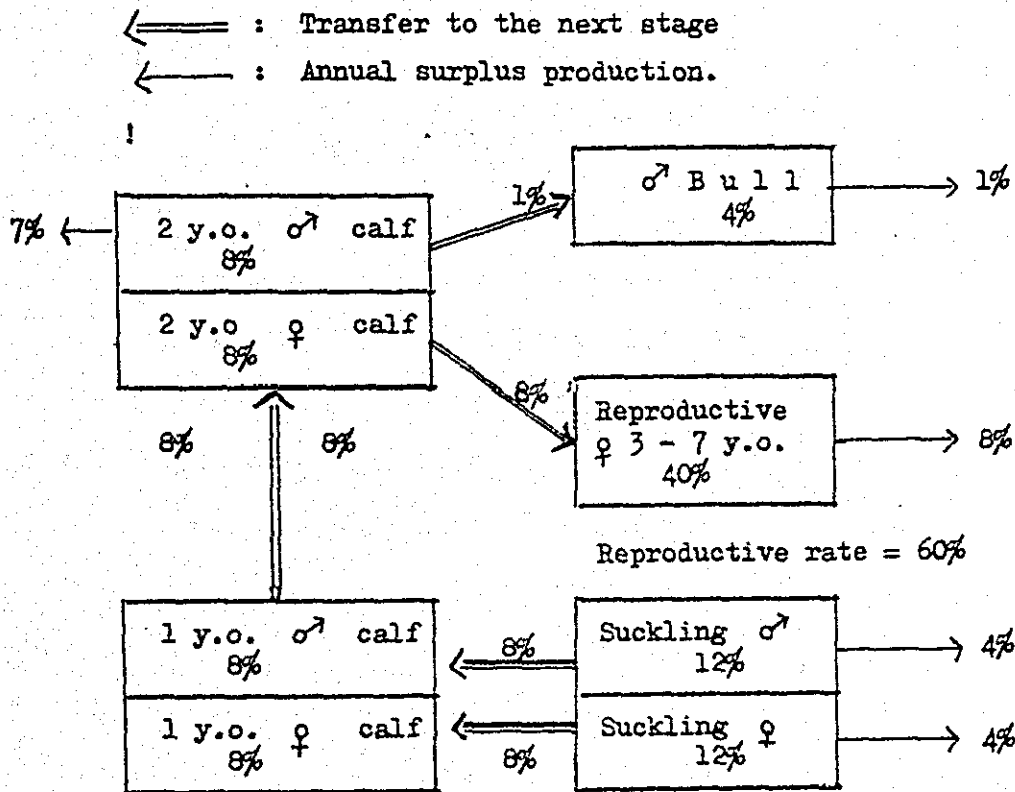 : Transfer to the next stage
: Annual surplus production.
!
♂ B u l l
4%
1%
1%
7%
2 y.o. ♂ calf
8%
2 y.o ♀ calf
8%
8%
Reproductive
♀ 3 - 7 y.o.
40%
8%
8% 8%
Reproductive rate = 60%
1 y.o. ♂ calf
8%
8%
Suckling ♂
12%
4%
1 y.o. ♀ calf
8%
8%
Suckling ♀
12%
4%